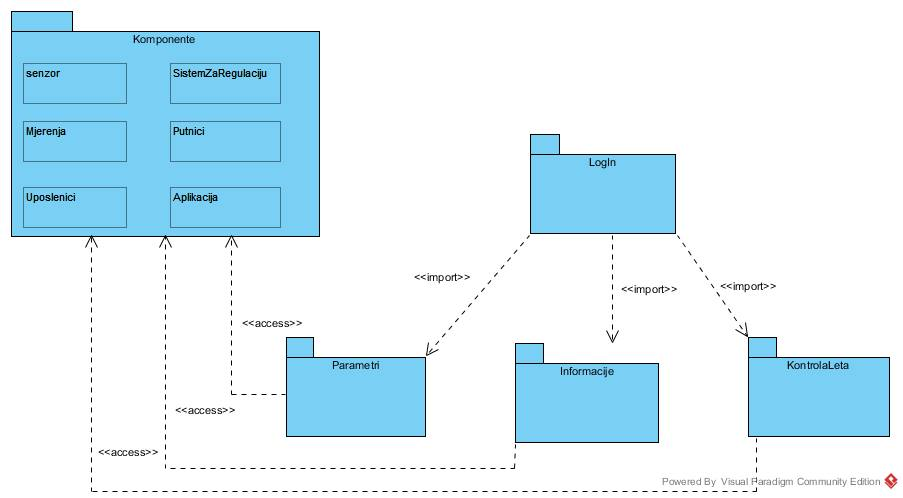 Komponente
senzor
SistemZaRegulaciju
Mjerenja
Putnici
Uposlenici
Aplikacija
LogIn
<<import>>
<<import>>
<<import>>
<<access>>
Parametri
Informacije
KontrolaLeta
<<access>>
<<access>>
Powered By Visual Paradigm Community Edition